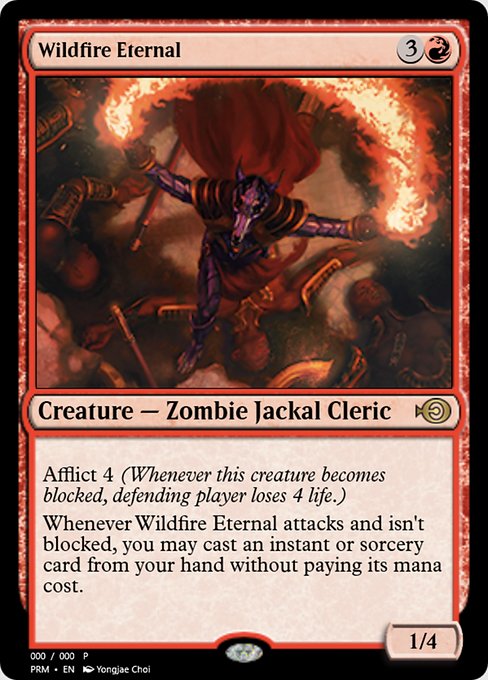 Wildfire Eternal 3
Creature — Zombie Jackal Cleric
Afflict 4 (Whenever this creature becomes
blocked, defending player loses 4 life.)
Whenever Wildfire Eternal attacks and isn't
blocked, you may cast an instant or sorcery
card from your hand without paying its mana
cost.
1/4
000 / 000 P
PRM • EN Yongjae Choi